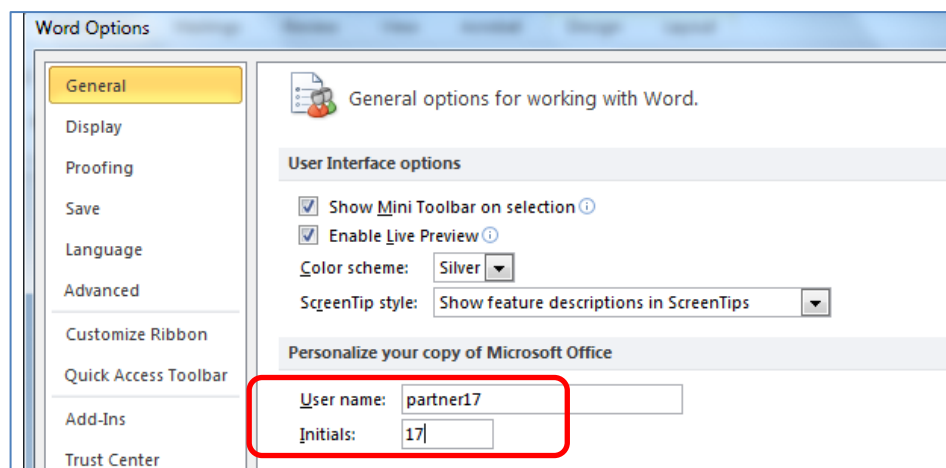 Word Options
General
Display
Proofing
Save
Language
Advanced
Customize Ribbon
Quick Access Toolbar
Add-Ins
Trust Center
General options for working with Word.
User Interface options
Show Mini Toolbar on selection
Enable Live Preview
Color scheme: Silver
ScreenTip style: Show feature descriptions in ScreenTips
Personalize your copy of Microsoft Office
User name: partner17
Initials: 17